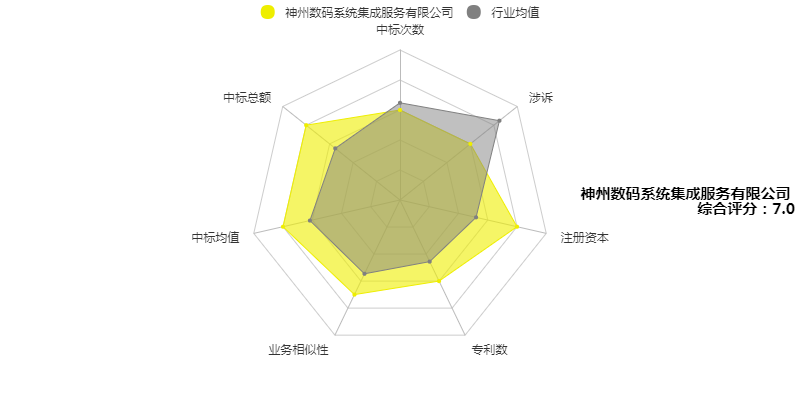 神州数码系统集成服务有限公司 行业均值
中标次数
中标总额
涉诉
神州数码系统集成服务有限公司
综合评分：7.0
中标均值
注册资本
业务相似性
专利数